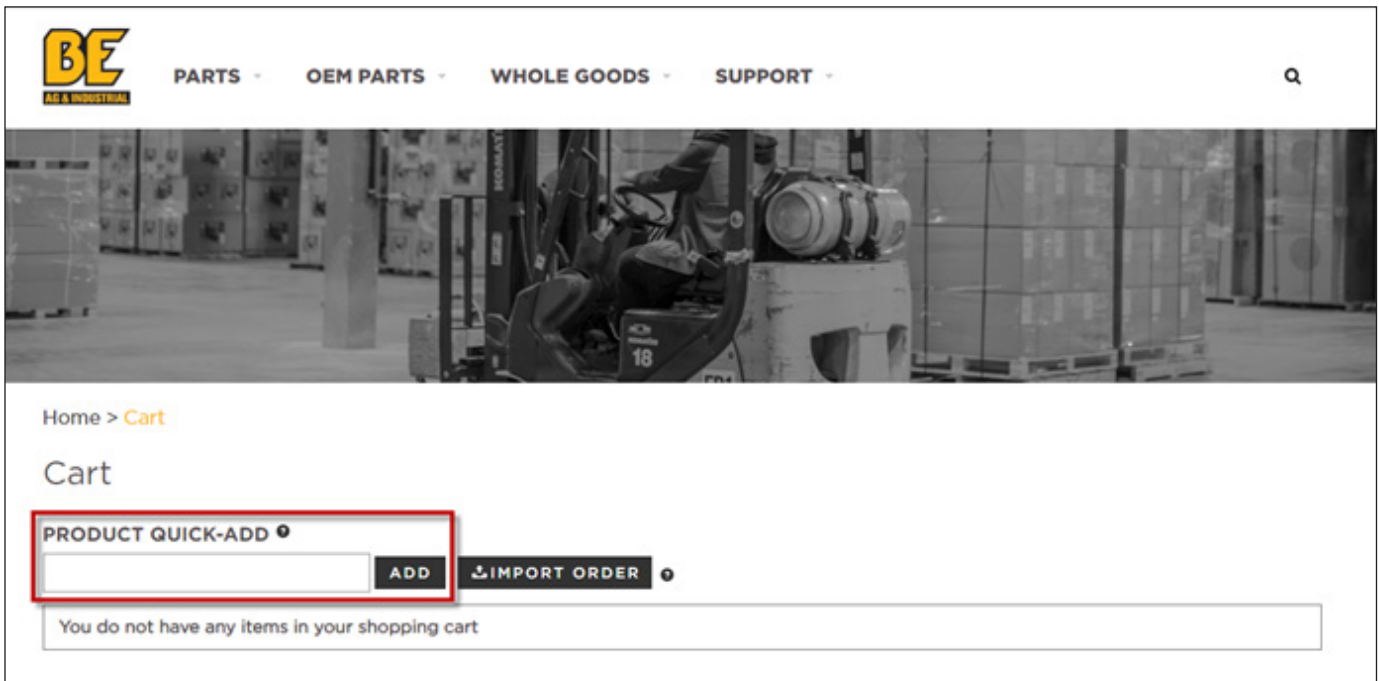 BE
AG & INDUSTRIAL
PARTS
OEM PARTS
WHOLE GOODS
SUPPORT
KOMAT
18
Home > Cart
Cart
PRODUCT QUICK-ADD
ADD
IMPORT ORDER
You do not have any items in your shopping cart